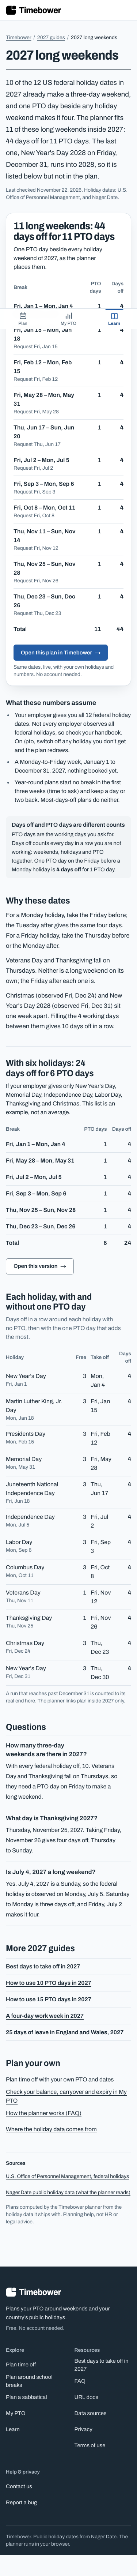 Timebower
Timebower / 2027 guides / 2027 long weekends
2027 long weekends
10 of the 12 US federal holiday dates in
2027 already make a three-day weekend,
and one PTO day beside any holiday
weekend makes it four. The planner fits
11 of those long weekends inside 2027:
44 days off for 11 PTO days. The last
one, New Year's Day 2028 on Friday,
December 31, runs into 2028, so it is
listed below but not in the plan.
Last checked November 22, 2026. Holiday dates: U.S.
Office of Personnel Management, and Nager.Date.
11 long weekends: 44
days off for 11 PTO days
One PTO day beside every holiday
weekend of 2027, as the planner
places them.
Break PTO days Days off
Fri, Jan 1 – Mon, Jan 4 1 4
Plan My PTO Learn
Fri, Jan 15 – Mon, Jan
18 1 4
Request Fri, Jan 15
Fri, Feb 12 – Mon, Feb
15 1 4
Request Fri, Feb 12
Fri, May 28 – Mon, May
31 1 4
Request Fri, May 28
Thu, Jun 17 – Sun, Jun
20 1 4
Request Thu, Jun 17
Fri, Jul 2 – Mon, Jul 5 1 4
Request Fri, Jul 2
Fri, Sep 3 – Mon, Sep 6 1 4
Request Fri, Sep 3
Fri, Oct 8 – Mon, Oct 11 1 4
Request Fri, Oct 8
Thu, Nov 11 – Sun, Nov
14 1 4
Request Fri, Nov 12
Thu, Nov 25 – Sun, Nov
28 1 4
Request Fri, Nov 26
Thu, Dec 23 – Sun, Dec
26 1 4
Request Thu, Dec 23
Total 11 44
Open this plan in Timebower →
Same dates, live, with your own holidays and
numbers. No account needed.
What these numbers assume
Your employer gives you all 12 federal holiday
dates. Not every employer observes all
holidays, so check your handbook.
On /pto, switch off any holiday you don't get
and the plan redraws.
A Monday-to-Friday week, January 1 to
December 31, 2027, nothing booked yet.
Year-round plans start with no holiday in the first
three weeks (time to ask) and keep a day or
two back. Most-days-off plans do neither.
Days off and PTO days are different counts
PTO days are the working days you ask for.
Days off counts every day in a row you are not
working: weekends, holidays and PTO
together. One PTO day on the Friday before a
Monday holiday is 4 days off for 1 PTO day.
Why these dates
For a Monday holiday, take the Friday before;
the Tuesday after gives the same four days.
For a Friday holiday, take the Thursday before
or the Monday after.
Veterans Day and Thanksgiving fall on
Thursdays; the Friday after each is one you
own. Neither is a long weekend without one
PTO day.
Christmas (observed Fri, Dec 24) and New
Year's Day 2028 (observed Fri, Dec 31) sit
one week apart. Filling the 4 working days
between them gives 10 days off in a row.
With six holidays: 24
days off for 6 PTO days
If your employer gives only New Year's Day,
Memorial Day, Independence Day, Labor Day,
Thanksgiving and Christmas. This list is an
example, not an average.
Break PTO days Days off
Fri, Jan 1 – Mon, Jan 4 1 4
Fri, May 28 – Mon, May 31 1 4
Fri, Jul 2 – Mon, Jul 5 1 4
Fri, Sep 3 – Mon, Sep 6 1 4
Thu, Nov 25 – Sun, Nov 28 1 4
Thu, Dec 23 – Sun, Dec 26 1 4
Total 6 24
Open this version →
Each holiday, with and
without one PTO day
Days off in a row around each holiday with
no PTO, then with the one PTO day that adds
the most.
Holiday Free Take off Days off
New Year's Day 3 Mon, Jan 4 4
Fri, Jan 1
Martin Luther King, Jr.
Day 3 Fri, Jan 15 4
Mon, Jan 18
Presidents Day 3 Fri, Feb 12 4
Mon, Feb 15
Memorial Day 3 Fri, May 28 4
Mon, May 31
Juneteenth National
Independence Day 3 Thu, Jun 17 4
Fri, Jun 18
Independence Day 3 Fri, Jul 2 4
Mon, Jul 5
Labor Day 3 Fri, Sep 3 4
Mon, Sep 6
Columbus Day 3 Fri, Oct 8 4
Mon, Oct 11
Veterans Day 1 Fri, Nov 12 4
Thu, Nov 11
Thanksgiving Day 1 Fri, Nov 26 4
Thu, Nov 25
Christmas Day 3 Thu, Dec 23 4
Fri, Dec 24
New Year's Day 3 Thu, Dec 30 4
Fri, Dec 31
A run that reaches past December 31 is counted to its
real end here. The planner links plan inside 2027 only.
Questions
How many three-day
weekends are there in 2027?
With every federal holiday off, 10. Veterans
Day and Thanksgiving fall on Thursdays, so
they need a PTO day on Friday to make a
long weekend.
What day is Thanksgiving 2027?
Thursday, November 25, 2027. Taking Friday,
November 26 gives four days off, Thursday
to Sunday.
Is July 4, 2027 a long weekend?
Yes. July 4, 2027 is a Sunday, so the federal
holiday is observed on Monday, July 5. Saturday
to Monday is three days off, and Friday, July 2
makes it four.
More 2027 guides
Best days to take off in 2027
How to use 10 PTO days in 2027
How to use 15 PTO days in 2027
A four-day work week in 2027
25 days of leave in England and Wales, 2027
Plan your own
Plan time off with your own PTO and dates
Check your balance, carryover and expiry in My
PTO
How the planner works (FAQ)
Where the holiday data comes from
Sources
U.S. Office of Personnel Management, federal holidays
Nager.Date public holiday data (what the planner reads)
Plans computed by the Timebower planner from the
holiday data it ships with. Planning help, not HR or
legal advice.
Timebower
Plans your PTO around weekends and your
country's public holidays.
Free. No account needed.
Explore
Plan time off
Plan around school
breaks
Plan a sabbatical
My PTO
Learn
Resources
Best days to take off in
2027
FAQ
URL docs
Data sources
Privacy
Terms of use
Help & privacy
Contact us
Report a bug
Timebower. Public holiday dates from Nager.Date. The
planner runs in your browser.